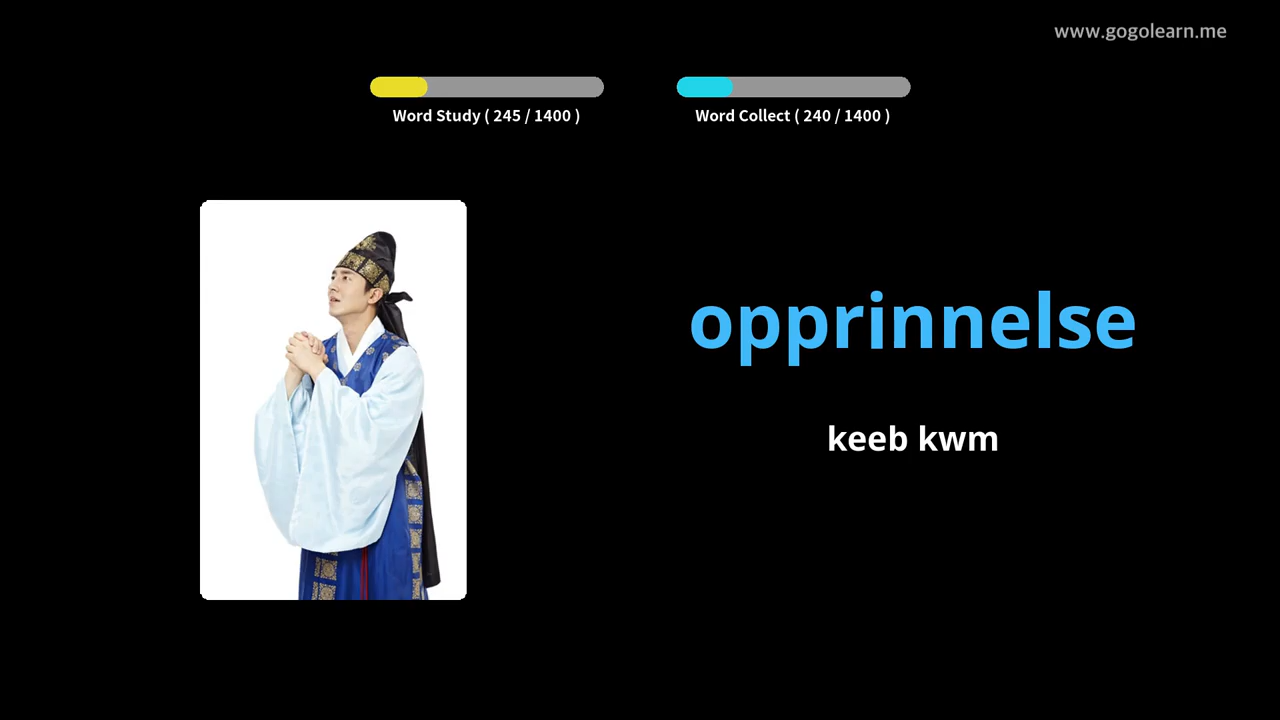 www.gogolearn.me
Word Study ( 245 / 1400 )
Word Collect ( 240 / 1400 )
opprinnelse
keeb kwm